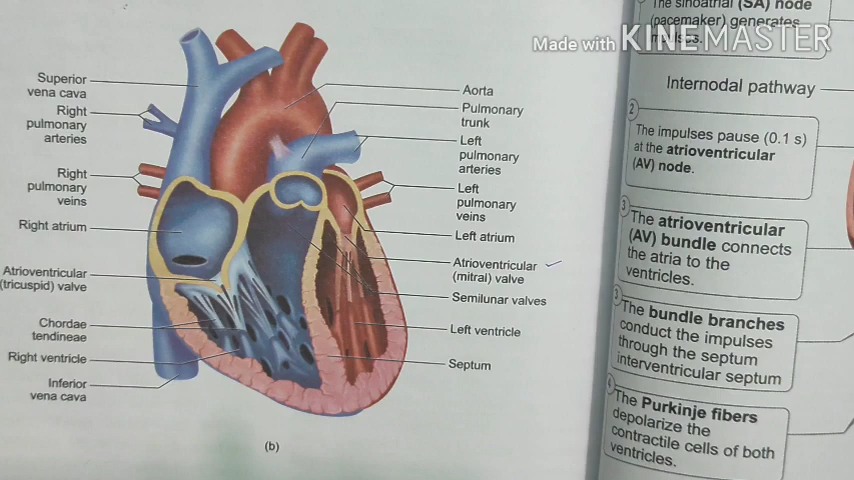 Superior
vena cava
Right
pulmonary
arteries
Right
pulmonary
veins
Right atrium
Atrioventricular
(tricuspid) valve
Chordae
tendineae
Right ventricle
Inferior
vena cava
Aorta
Pulmonary
trunk
Left
pulmonary
arteries
Left
pulmonary
veins
Left atrium
Atrioventricular
(mitral) valve
Semilunar valves
Left ventricle
Septum
(b)
The sinoatrial (SA) node
(pacemaker) generates
Made with KINEMASTER
Internodal pathway
2
The impulses pause (0.1 s)
at the atrioventricular
(AV) node.
3
The atrioventricular
(AV) bundle connects
the atria to the
ventricles.
The bundle branches
conduct the impulses
through the septum
interventricular septum
The Purkinje fibers
depolarize the
contractile cells of both
ventricles.